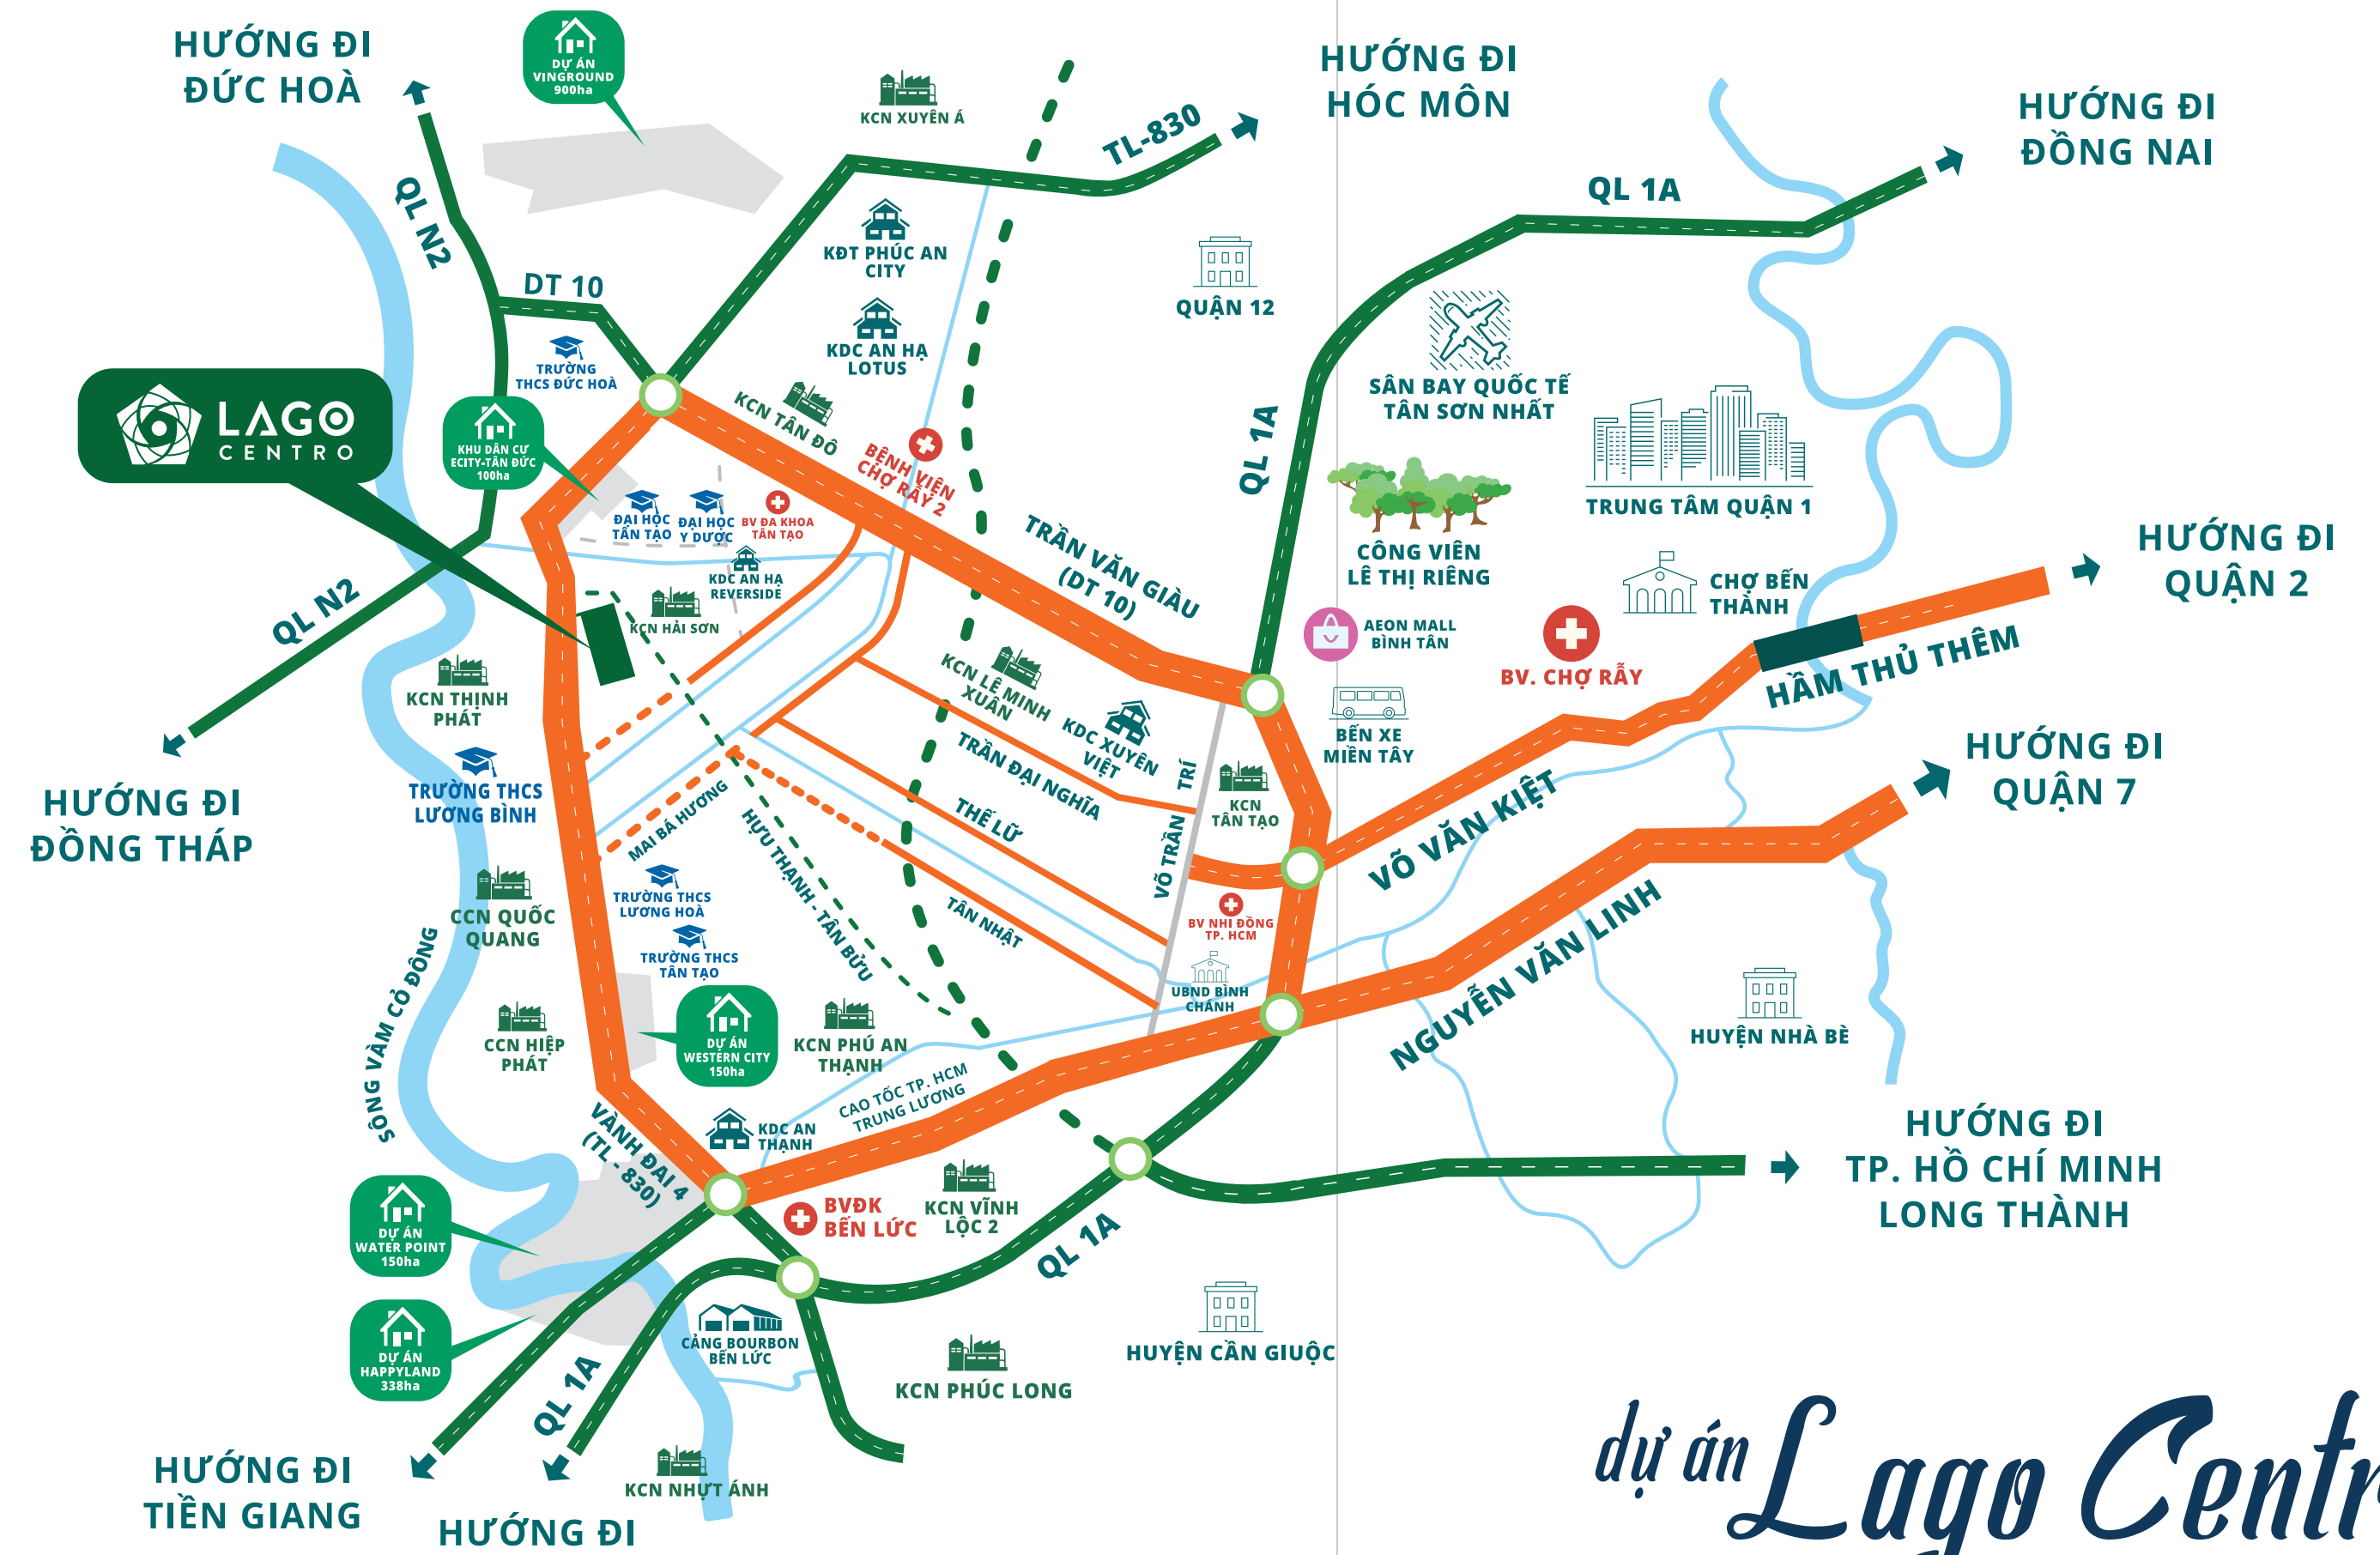 HƯỚNG ĐI
ĐỨC HOÀ
DỰ ÁN
VINGROUND
900ha
KCN XUYÊN Á
TL-830
HƯỚNG ĐI
HÓC MÔN
HƯỚNG ĐI
ĐỒNG NAI
QL 1A
QL N2
DT 10
KĐT PHÚC AN
CITY
QUẬN 12
KDC AN HẠ
LOTUS
TRƯỜNG
THCS ĐỨC HOÀ
SÂN BAY QUỐC TẾ
TÂN SƠN NHẤT
LAGO
CENTRO
KHU DÂN CƯ
ECITY-TÂN ĐỨC
100ha
KCN TÂN ĐÔ
BỆNH VIỆN
CHỢ RẪY 2
QL 1A
TRUNG TÂM QUẬN 1
ĐẠI HỌC
TÂN TẠO
ĐẠI HỌC
Y DƯỢC
BV ĐA KHOA
TÂN TẠO
TRẦN VĂN GIÀU
(DT 10)
CÔNG VIÊN
LÊ THỊ RIÊNG
HƯỚNG ĐI
QUẬN 2
KDC AN HẠ
REVERSIDE
CHỢ BẾN
THÀNH
QL N2
KCN HẢI SƠN
AEON MALL
BÌNH TÂN
BV. CHỢ RẪY
HẦM THỦ THÊM
KCN THỊNH
PHÁT
KCN LÊ MINH
XUÂN
KDC XUYÊN
VIỆT
BẾN XE
MIỀN TÂY
HƯỚNG ĐI
QUẬN 7
HƯỚNG ĐI
ĐỒNG THÁP
TRƯỜNG THCS
LƯƠNG BÌNH
TRẦN ĐẠI NGHĨA
VÕ TRẦN TRÍ
KCN
TÂN TẠO
MAI BÁ HƯƠNG
THẾ LỮ
VÕ VĂN KIỆT
HỰU THẠNH - TÂN BỬU
TRƯỜNG THCS
LƯƠNG HOÀ
CCN QUỐC
QUANG
TÂN NHẬT
BV NHI ĐỒNG
TP. HCM
NGUYỄN VĂN LINH
TRƯỜNG THCS
TÂN TẠO
UBND BÌNH
CHÁNH
SÔNG VÀM CỎ ĐÔNG
CCN HIỆP
PHÁT
DỰ ÁN
WESTERN CITY
150ha
KCN PHÚ AN
THẠNH
HUYỆN NHÀ BÈ
CAO TỐC TP. HCM
TRUNG LƯƠNG
VÀNH ĐAI 4
(TL - 830)
KDC AN
THẠNH
HƯỚNG ĐI
TP. HỒ CHÍ MINH
LONG THÀNH
BVĐK
BẾN LỨC
KCN VĨNH
LỘC 2
DỰ ÁN
WATER POINT
150ha
QL 1A
DỰ ÁN
HAPPYLAND
338ha
CẢNG BOURBON
BẾN LỨC
HUYỆN CẦN GIUỘC
KCN PHÚC LONG
QL 1A
HƯỚNG ĐI
TIỀN GIANG
KCN NHỰT ÁNH
HƯỚNG ĐI
dự án Lago Centr